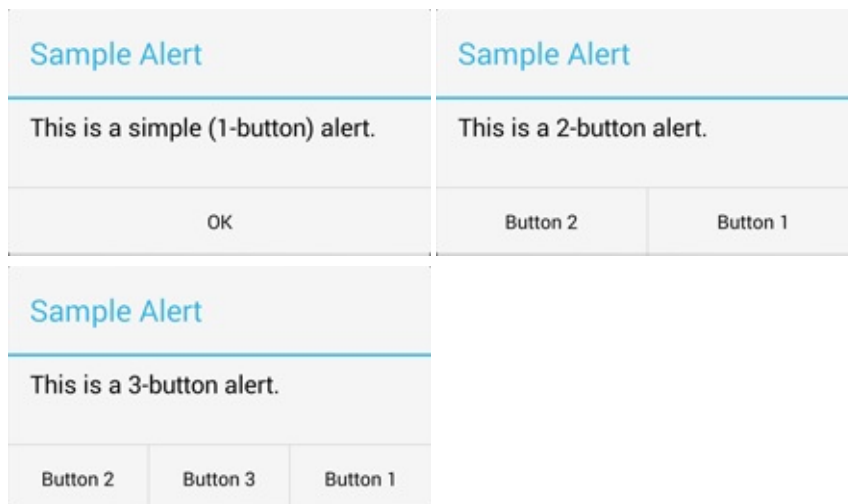 Sample Alert
This is a simple (1-button) alert.
OK
Sample Alert
This is a 2-button alert.
Button 2 Button 1
Sample Alert
This is a 3-button alert.
Button 2 Button 3 Button 1